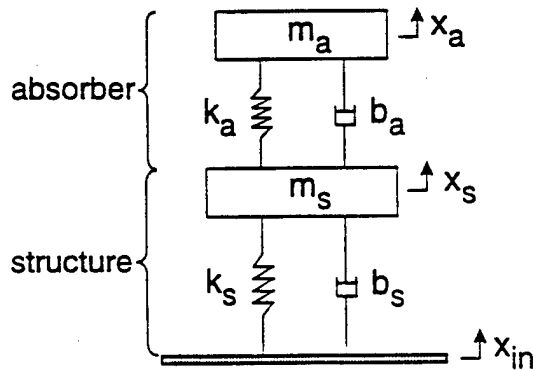 m_a
x_a
absorber
k_a
b_a
m_s
x_s
structure
k_s
b_s
x_in